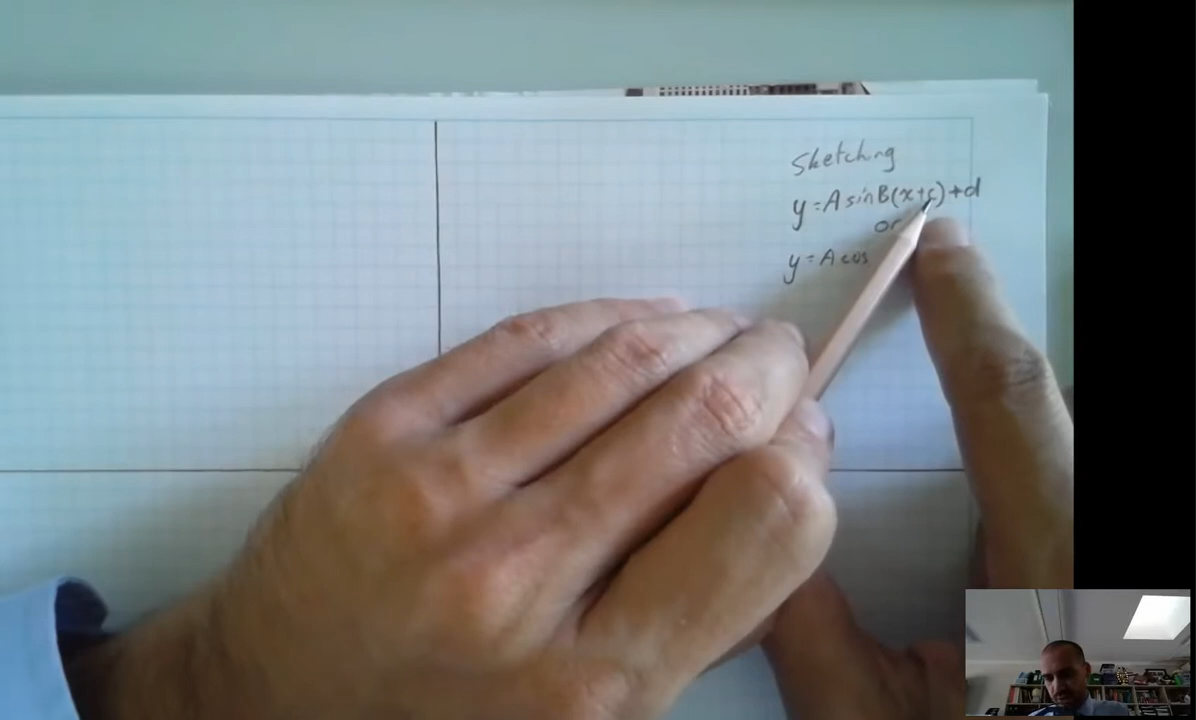 Sketching
y = A sin B(x+c) + d
or
y = A cos